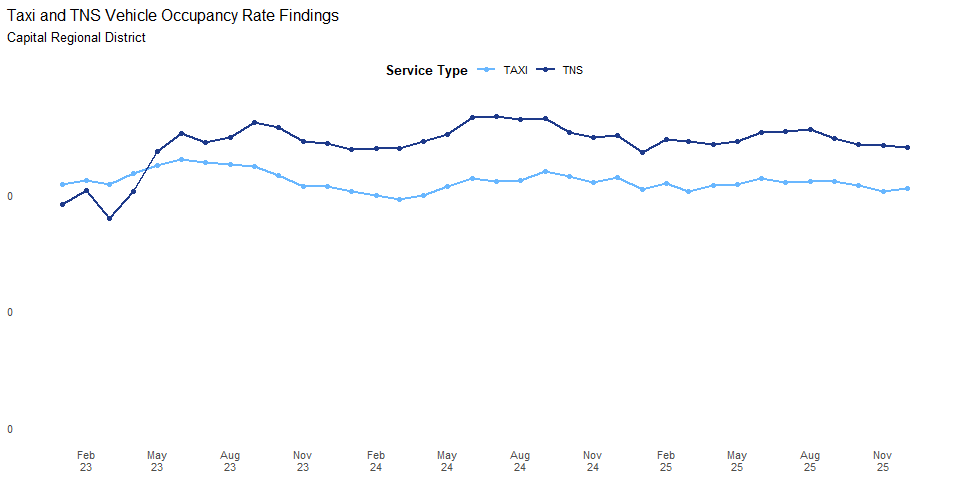 Taxi and TNS Vehicle Occupancy Rate Findings
Capital Regional District
Service Type TAXI TNS
0
0
0
Feb May Aug Nov Feb May Aug Nov Feb May Aug Nov
23 23 23 23 24 24 24 24 25 25 25 25